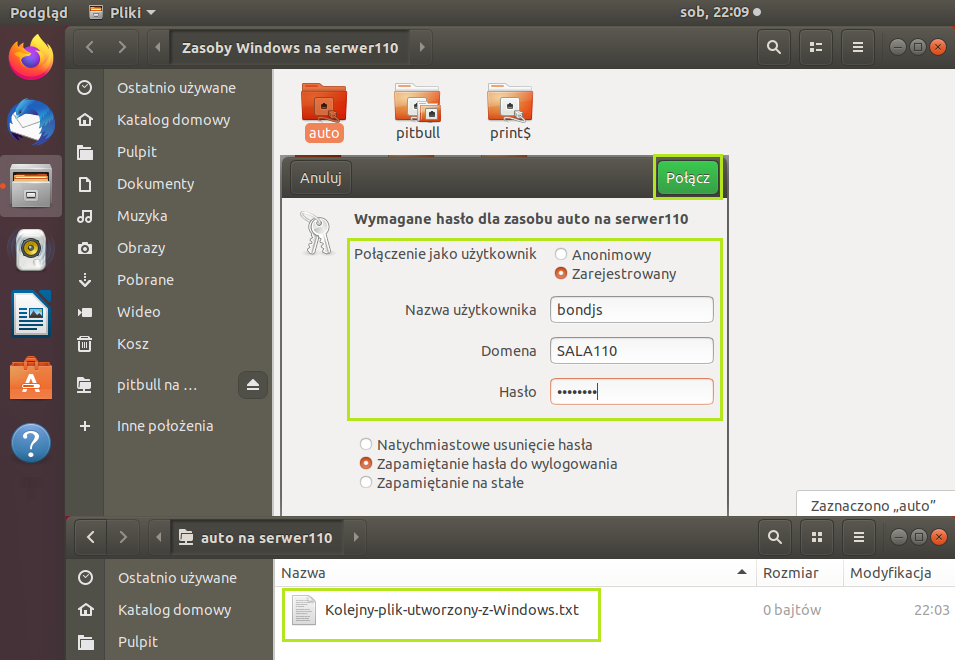 Podgląd Pliki sob, 22:09
Zasoby Windows na serwer110
Ostatnio używane
Katalog domowy
Pulpit
Dokumenty
Muzyka
Obrazy
Pobrane
Wideo
Kosz
pitbull na ...
Inne położenia
auto pitbull print$
Anuluj Połącz
Wymagane hasło dla zasobu auto na serwer110
Połączenie jako użytkownik Anonimowy
Zarejestrowany
Nazwa użytkownika bondjs
Domena SALA110
Hasło ••••••••
Natychmiastowe usunięcie hasła
Zapamiętanie hasła do wylogowania
Zapamiętanie na stałe
Zaznaczono „auto”
auto na serwer110
Ostatnio używane
Katalog domowy
Pulpit
Nazwa Rozmiar Modyfikacja
Kolejny-plik-utworzony-z-Windows.txt 0 bajtów 22:03